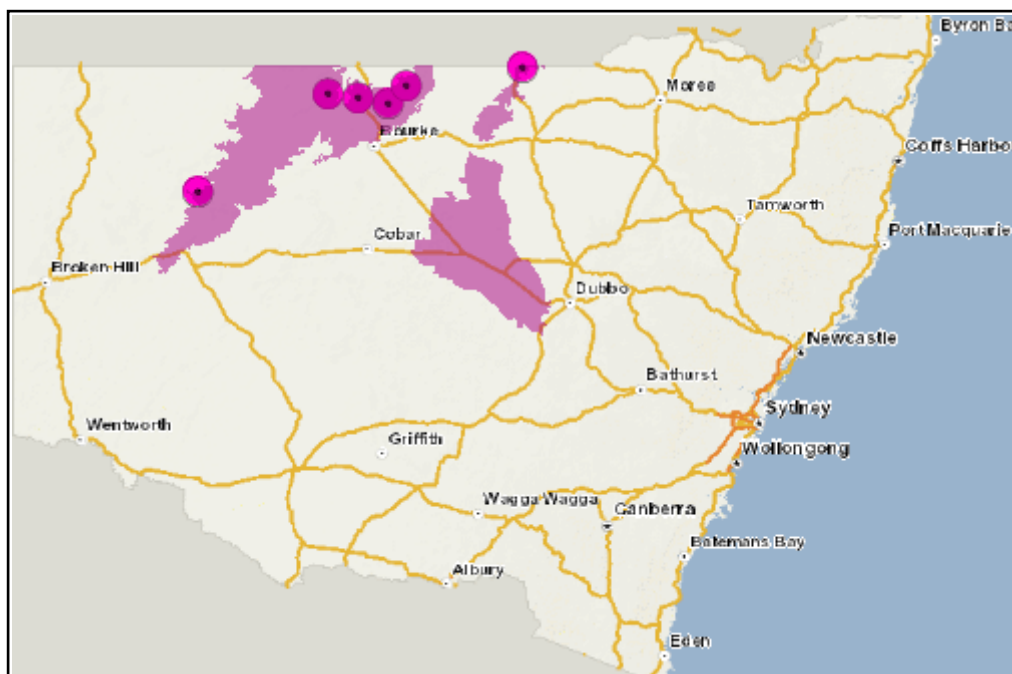 Byron Ba
Moree
Bourke
Coffs Harbo
Tamworth
Cobar
Port Macquarie
Broken Hill
Dubbo
Newcastle
Bathurst
Sydney
Wentworth
Griffith
Wollongong
Wagga Wagga
Canberra
Batemans Bay
Albury
Eden